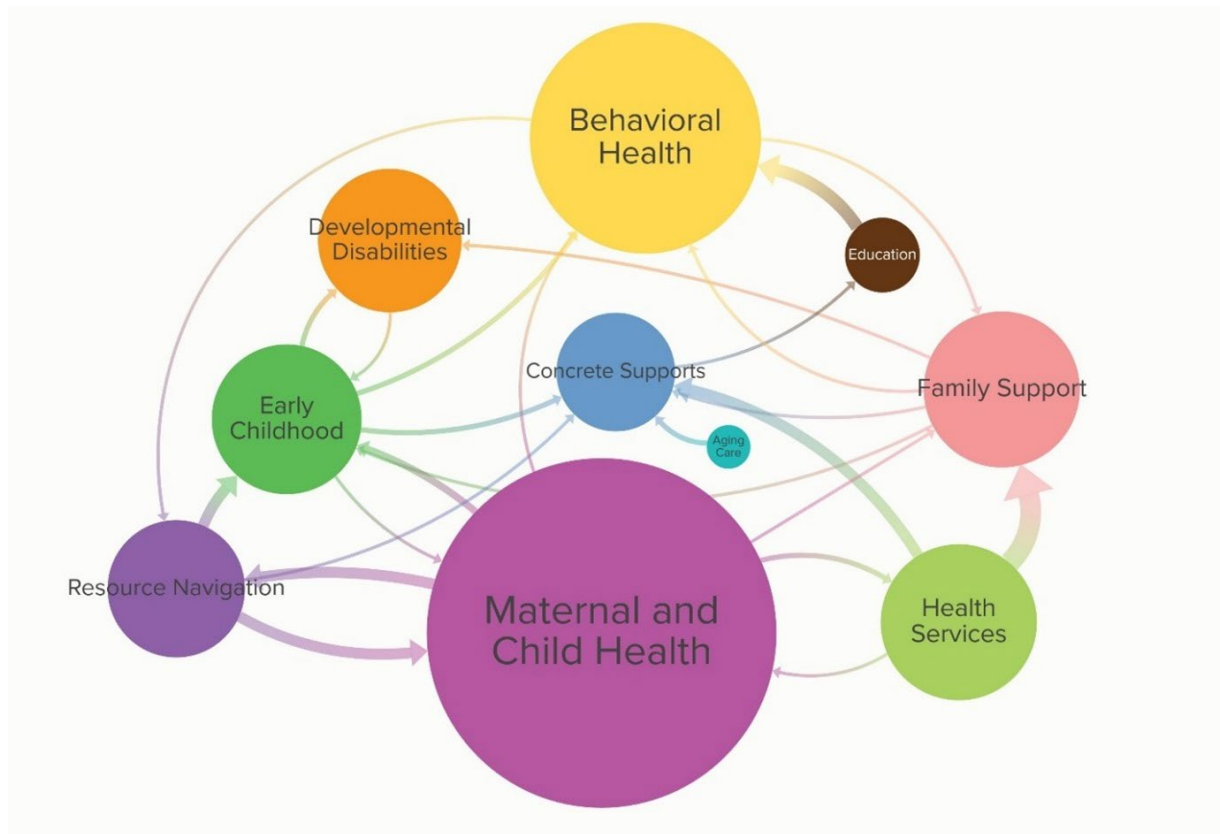 Behavioral
Health
Developmental
Disabilities
Education
Concrete Supports
Family Support
Early
Childhood
Aging
Care
Resource Navigation
Maternal and
Child Health
Health
Services